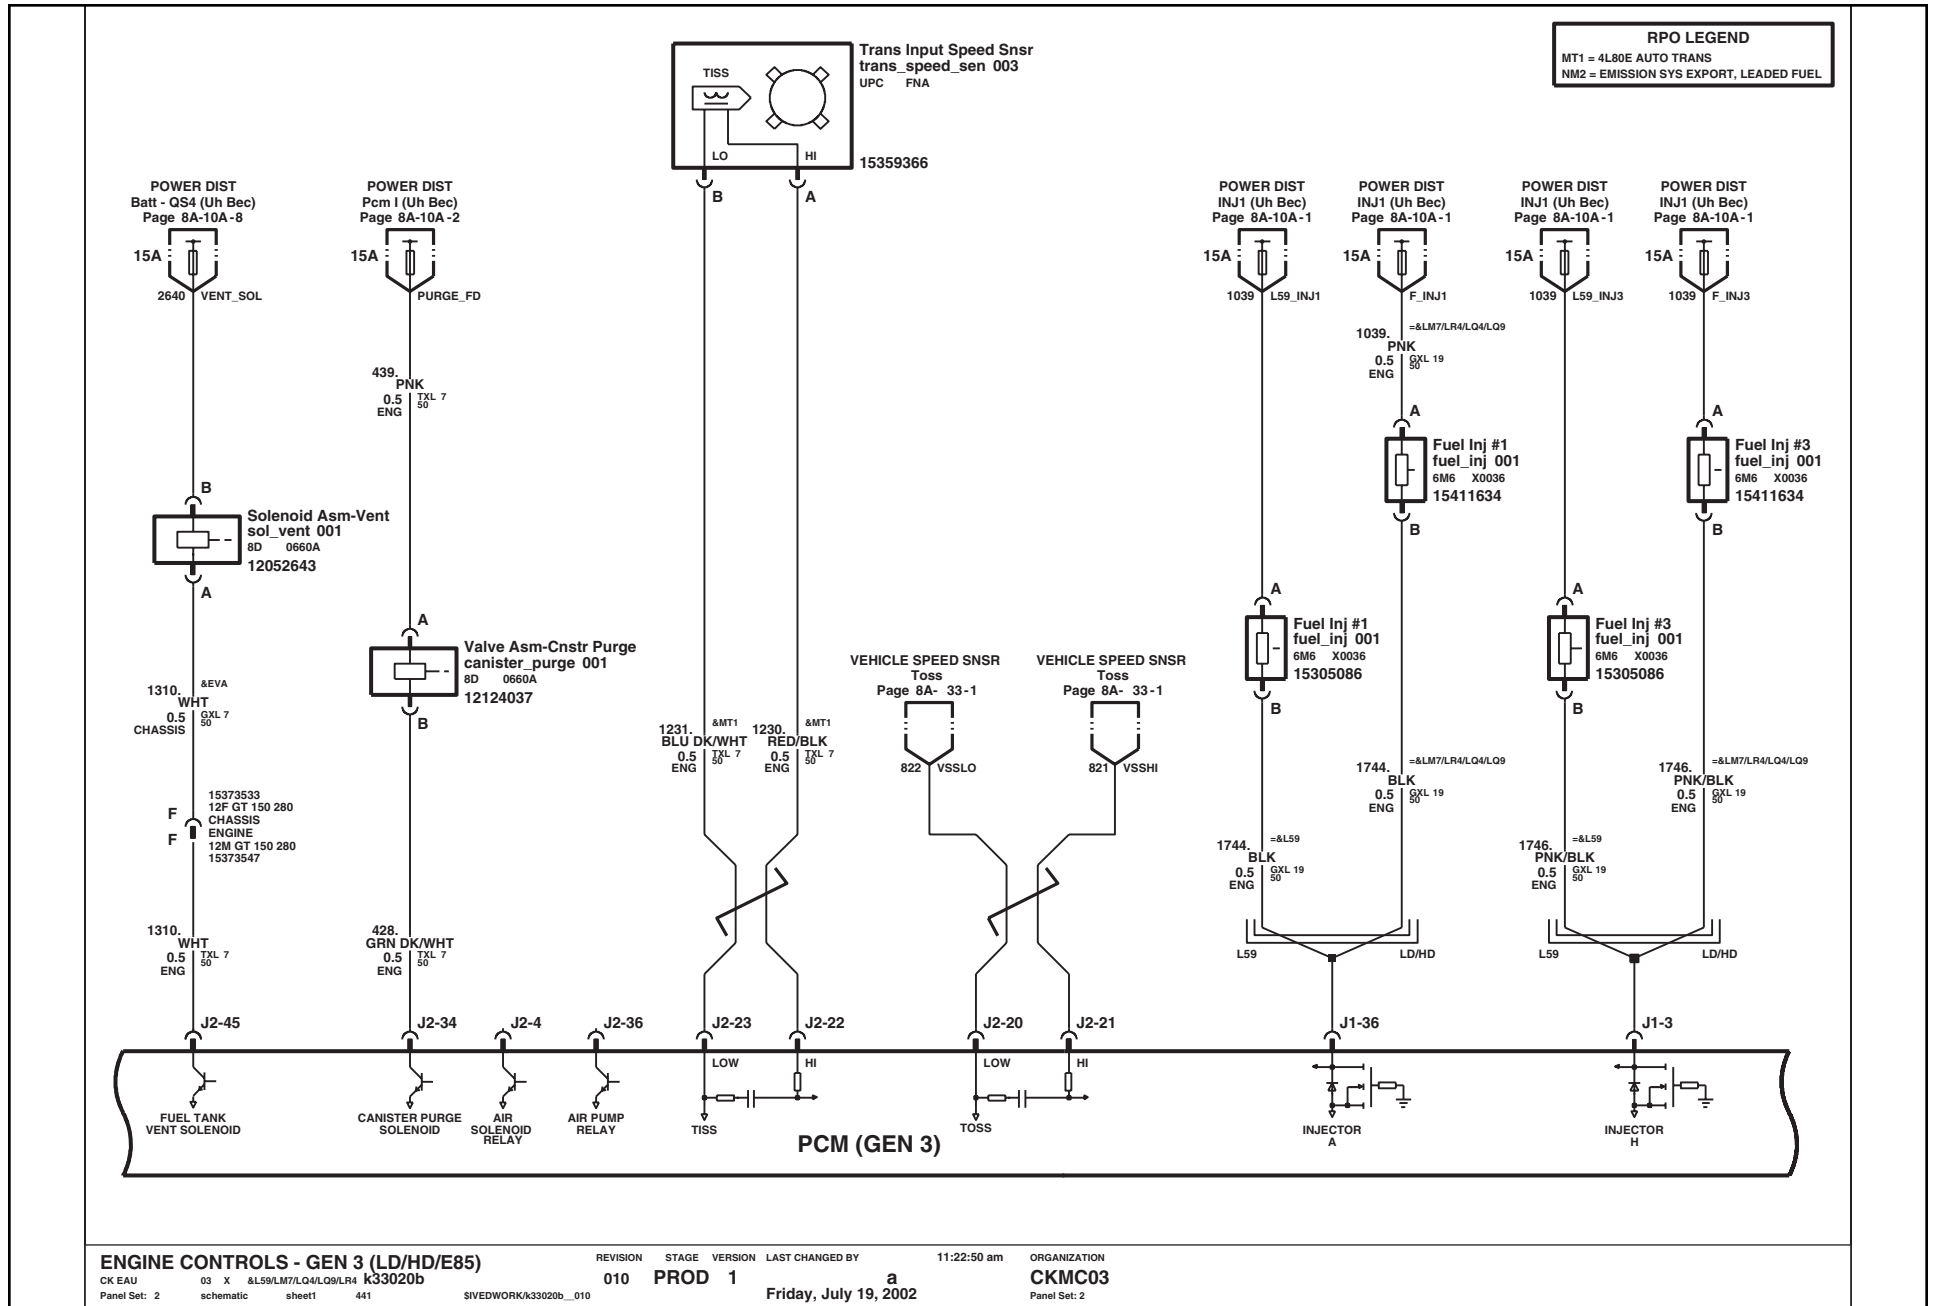 RPO LEGEND
MT1 = 4L80E AUTO TRANS
NM2 = EMISSION SYS EXPORT, LEADED FUEL
Trans Input Speed Snsr
trans_speed_sen 003
UPC FNA
TISS
LO
HI
15359366
B
A
POWER DIST
Batt - QS4 (Uh Bec)
Page 8A-10A-8
15A
2640
VENT_SOL
POWER DIST
Pcm I (Uh Bec)
Page 8A-10A-2
15A
PURGE_FD
POWER DIST
INJ1 (Uh Bec)
Page 8A-10A-1
15A
1039
L59_INJ1
POWER DIST
INJ1 (Uh Bec)
Page 8A-10A-1
15A
F_INJ1
POWER DIST
INJ1 (Uh Bec)
Page 8A-10A-1
15A
1039
L59_INJ3
POWER DIST
INJ1 (Uh Bec)
Page 8A-10A-1
15A
1039
F_INJ3
1039.
=&LM7/LR4/LQ4/LQ9
PNK
0.5
GXL 19
50
ENG
439.
PNK
0.5
TXL 7
50
ENG
A
Fuel Inj #1
fuel_inj 001
6M6 X0036
15411634
B
A
Fuel Inj #3
fuel_inj 001
6M6 X0036
15411634
B
B
Solenoid Asm-Vent
sol_vent 001
8D 0660A
12052643
A
A
Valve Asm-Cnstr Purge
canister_purge 001
8D 0660A
12124037
B
A
Fuel Inj #1
fuel_inj 001
6M6 X0036
15305086
B
A
Fuel Inj #3
fuel_inj 001
6M6 X0036
15305086
B
VEHICLE SPEED SNSR
Toss
Page 8A- 33-1
822
VSSLO
VEHICLE SPEED SNSR
Toss
Page 8A- 33-1
821
VSSHI
1310.
&EVA
WHT
0.5
GXL 7
50
CHASSIS
1231.
&MT1
BLU DK/WHT
0.5
TXL 7
50
ENG
1230.
&MT1
RED/BLK
0.5
TXL 7
50
ENG
1744.
=&LM7/LR4/LQ4/LQ9
BLK
0.5
GXL 19
50
ENG
1746.
=&LM7/LR4/LQ4/LQ9
PNK/BLK
0.5
GXL 19
50
ENG
F
F
15373533
12F GT 150 280
CHASSIS
ENGINE
12M GT 150 280
15373547
1744.
=&L59
BLK
0.5
GXL 19
50
ENG
1746.
=&L59
PNK/BLK
0.5
GXL 19
50
ENG
1310.
WHT
0.5
TXL 7
50
ENG
428.
GRN DK/WHT
0.5
TXL 7
50
ENG
L59
LD/HD
L59
LD/HD
J2-45
J2-34
J2-4
J2-36
J2-23
J2-22
J2-20
J2-21
J1-36
J1-3
LOW
HI
LOW
HI
FUEL TANK
VENT SOLENOID
CANISTER PURGE
SOLENOID
AIR
SOLENOID
RELAY
AIR PUMP
RELAY
TISS
TOSS
INJECTOR
A
INJECTOR
H
PCM (GEN 3)
ENGINE CONTROLS - GEN 3 (LD/HD/E85)
CK EAU 03 X &L59/LM7/LQ4/LQ9/LR4 k33020b
Panel Set: 2 schematic sheet1 441 $IVEDWORK/k33020b__010
REVISION STAGE VERSION LAST CHANGED BY 11:22:50 am ORGANIZATION
010 PROD 1 a CKMC03
Friday, July 19, 2002 Panel Set: 2